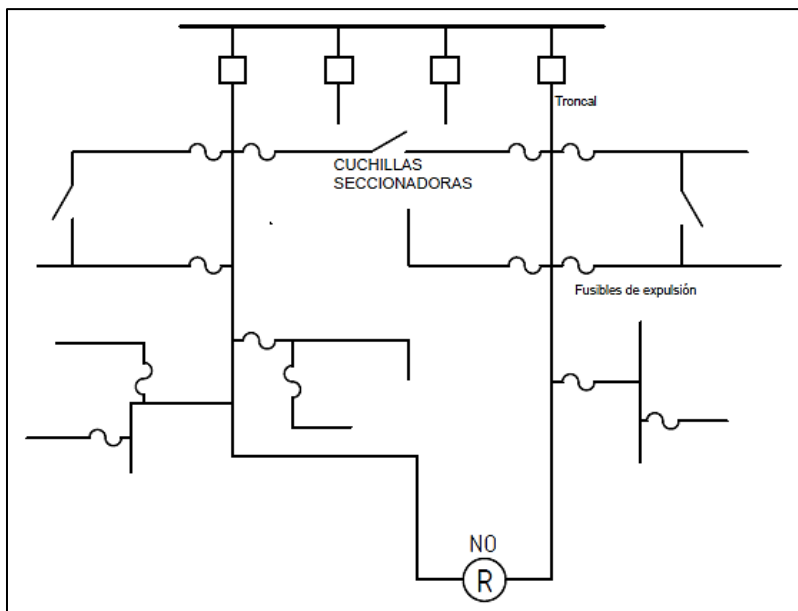 Troncal
CUCHILLAS
SECCIONADORAS
Fusibles de expulsión
NO
R